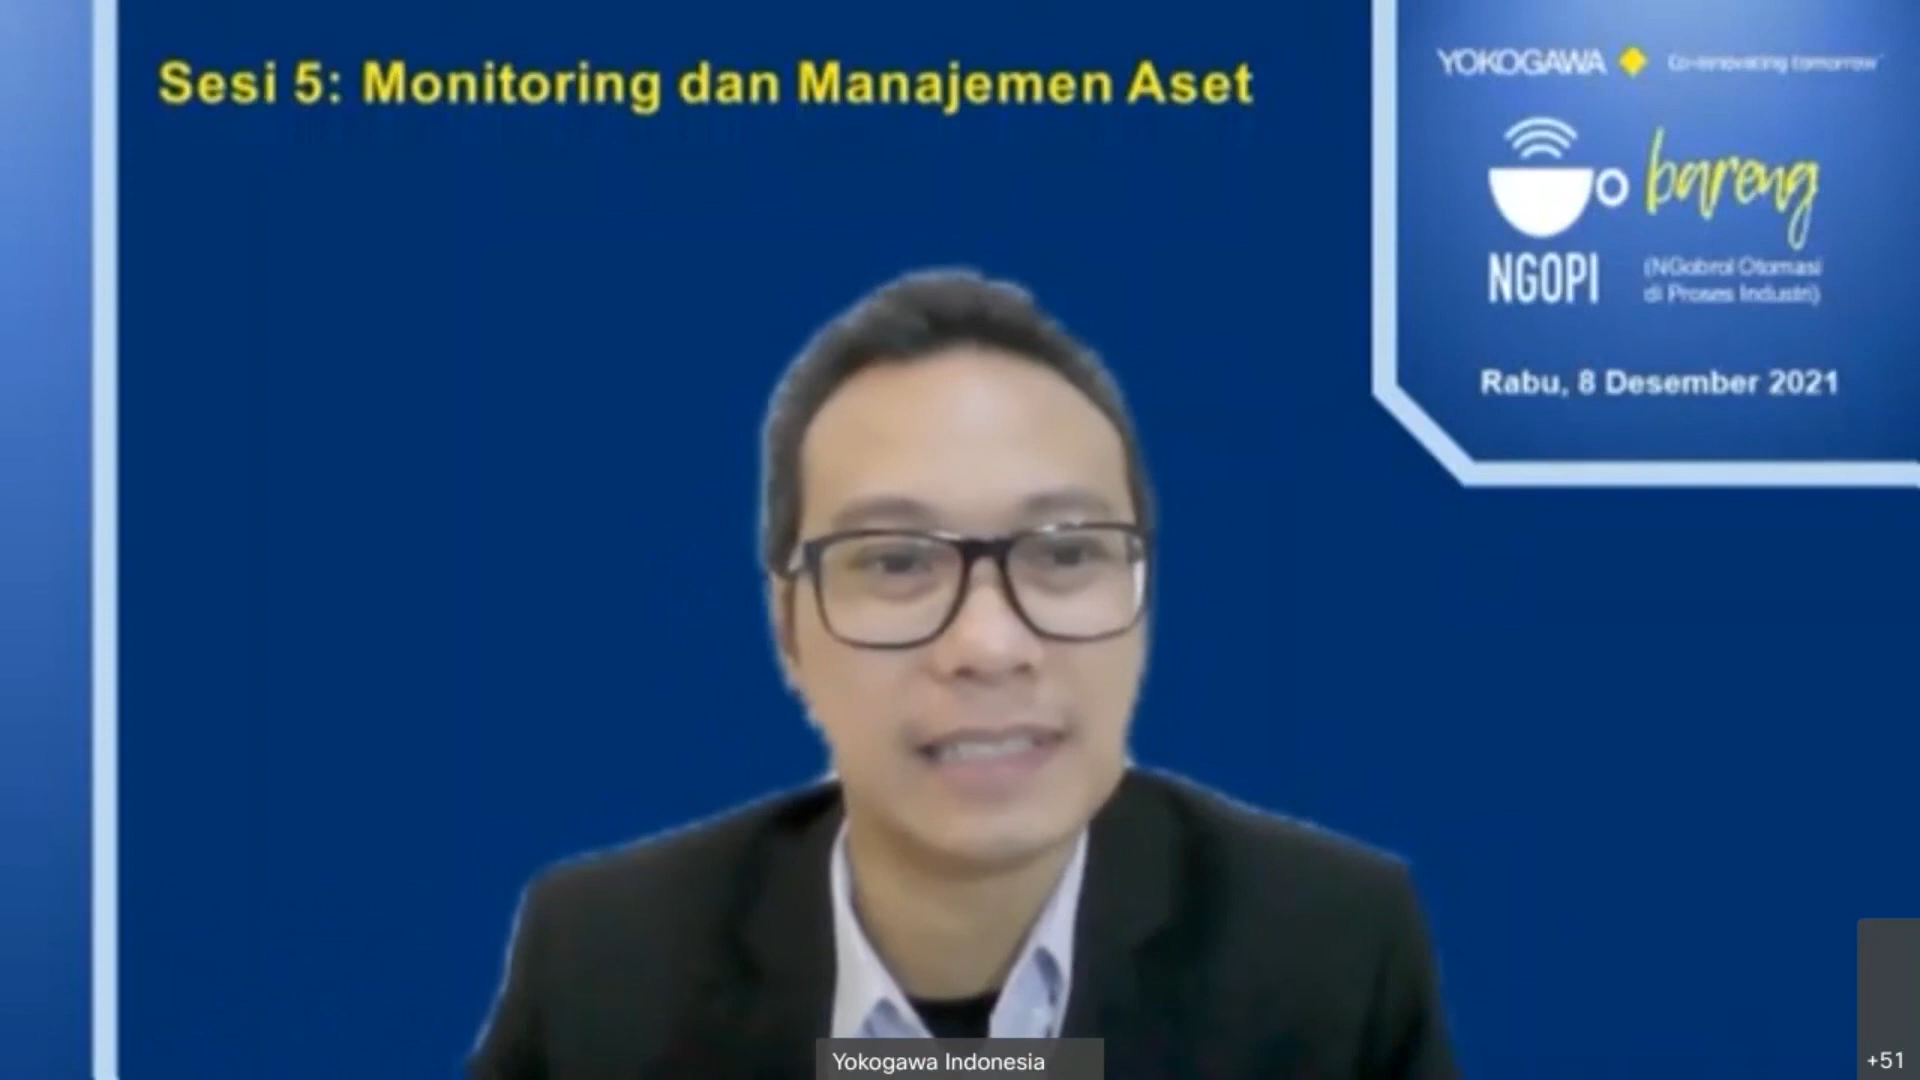 Sesi 5: Monitoring dan Manajemen Aset
YOKOGAWA Co-innovating tomorrow™
bareng
NGOPI
(NGobrol Otomasi
di Proses Industri)
Rabu, 8 Desember 2021
Yokogawa Indonesia
+51